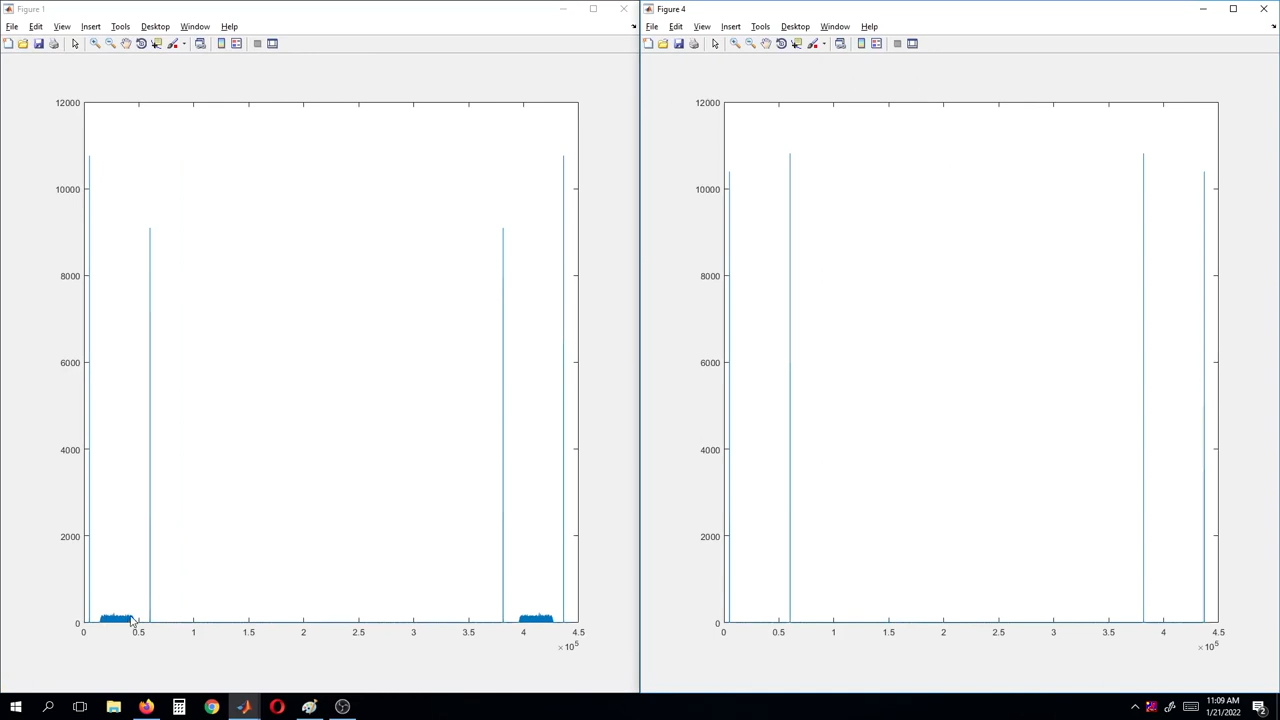 Figure 1
File Edit View Insert Tools Desktop Window Help
12000
10000
8000
6000
4000
2000
0
0 0.5 1 1.5 2 2.5 3 3.5 4 4.5
× 10^5
Figure 4
File Edit View Insert Tools Desktop Window Help
12000
10000
8000
6000
4000
2000
0
0 0.5 1 1.5 2 2.5 3 3.5 4 4.5
× 10^5
11:09 AM
1/21/2022
2